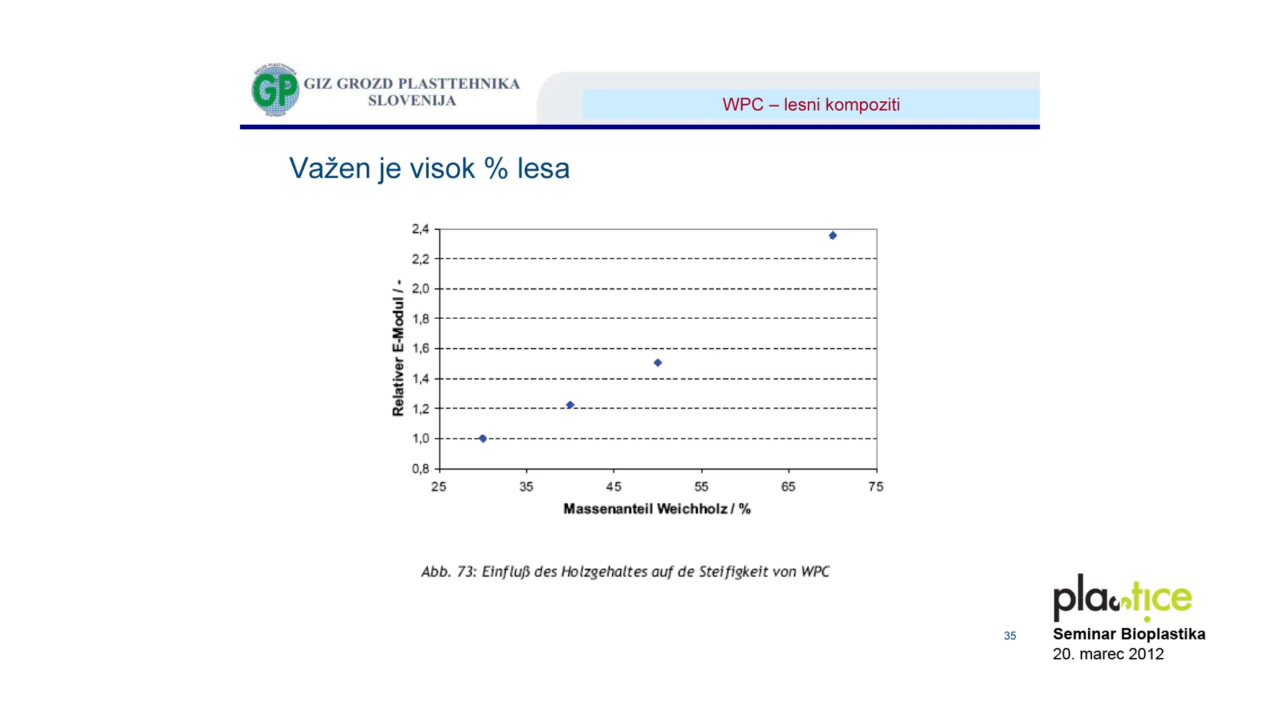 GP
GIZ GROZD PLASTTEHNIKA
SLOVENIJA
WPC – lesni kompoziti
Važen je visok % lesa
2,4
2,2
2,0
1,8
1,6
1,4
1,2
1,0
0,8
Relativer E-Modul / -
25 35 45 55 65 75
Massenanteil Weichholz / %
Abb. 73: Einfluß des Holzgehaltes auf de Steifigkeit von WPC
plastice
35
Seminar Bioplastika
20. marec 2012